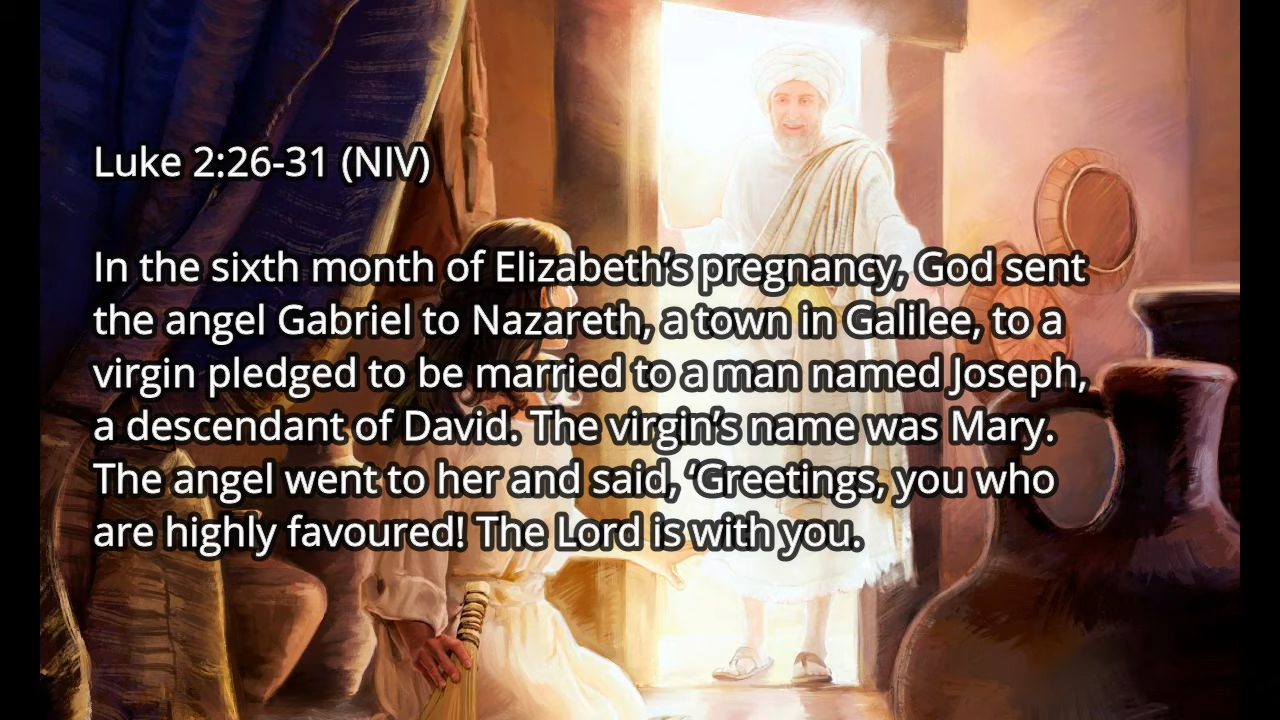 Luke 2:26-31 (NIV)
In the sixth month of Elizabeth’s pregnancy, God sent
the angel Gabriel to Nazareth, a town in Galilee, to a
virgin pledged to be married to a man named Joseph,
a descendant of David. The virgin’s name was Mary.
The angel went to her and said, ‘Greetings, you who
are highly favoured! The Lord is with you.